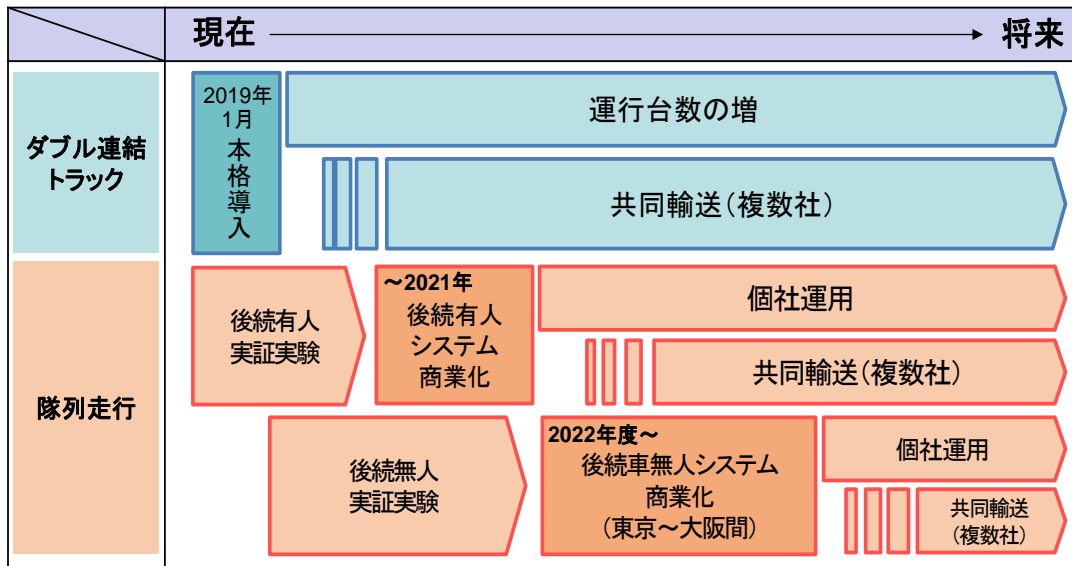 現在
将来
ダブル連結
トラック
2019年
1月
本格導入
運行台数の増
共同輸送(複数社)
隊列走行
後続有人
実証実験
~2021年
後続有人
システム
商業化
個社運用
共同輸送(複数社)
後続無人
実証実験
2022年度~
後続車無人システム
商業化
(東京~大阪間)
個社運用
共同輸送
(複数社)